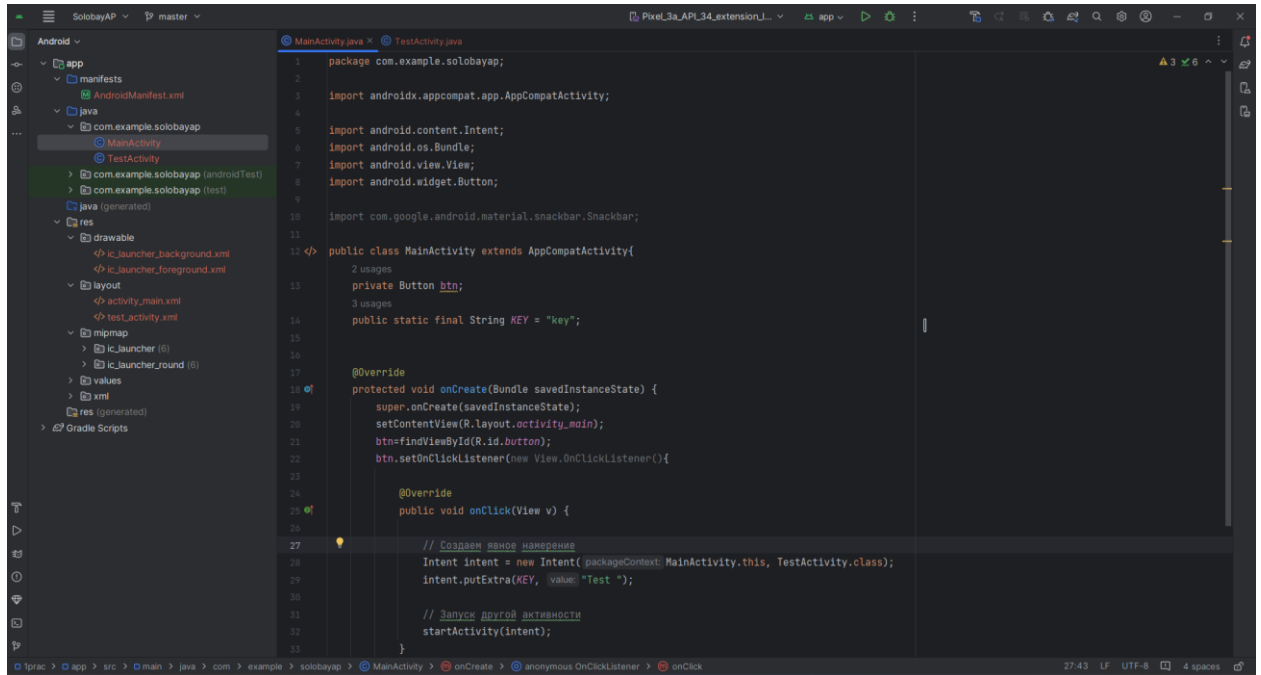 SolobayAP master Pixel_3a_API_34_extension_l... app
Android
MainActivity.java TestActivity.java
app
manifests
AndroidManifest.xml
java
com.example.solobayap
MainActivity
TestActivity
com.example.solobayap (androidTest)
com.example.solobayap (test)
java (generated)
res
drawable
ic_launcher_background.xml
ic_launcher_foreground.xml
layout
activity_main.xml
test_activity.xml
mipmap
ic_launcher (6)
ic_launcher_round (6)
values
xml
res (generated)
Gradle Scripts
3 6
1 package com.example.solobayap;
2
3 import androidx.appcompat.app.AppCompatActivity;
4
5 import android.content.Intent;
6 import android.os.Bundle;
7 import android.view.View;
8 import android.widget.Button;
9
10 import com.google.android.material.snackbar.Snackbar;
11
12 public class MainActivity extends AppCompatActivity{
2 usages
13 private Button btn;
3 usages
14 public static final String KEY = "key";
15
16
17 @Override
18 protected void onCreate(Bundle savedInstanceState) {
19 super.onCreate(savedInstanceState);
20 setContentView(R.layout.activity_main);
21 btn=findViewById(R.id.button);
22 btn.setOnClickListener(new View.OnClickListener(){
23
24 @Override
25 public void onClick(View v) {
26
27 // Создаем явное намерение
28 Intent intent = new Intent( packageContext: MainActivity.this, TestActivity.class);
29 intent.putExtra(KEY, value: "Test ");
30
31 // Запуск другой активности
32 startActivity(intent);
33 }
1prac > app > src > main > java > com > example > solobayap > MainActivity > onCreate > anonymous OnClickListener > onClick 27:43 LF UTF-8 4 spaces